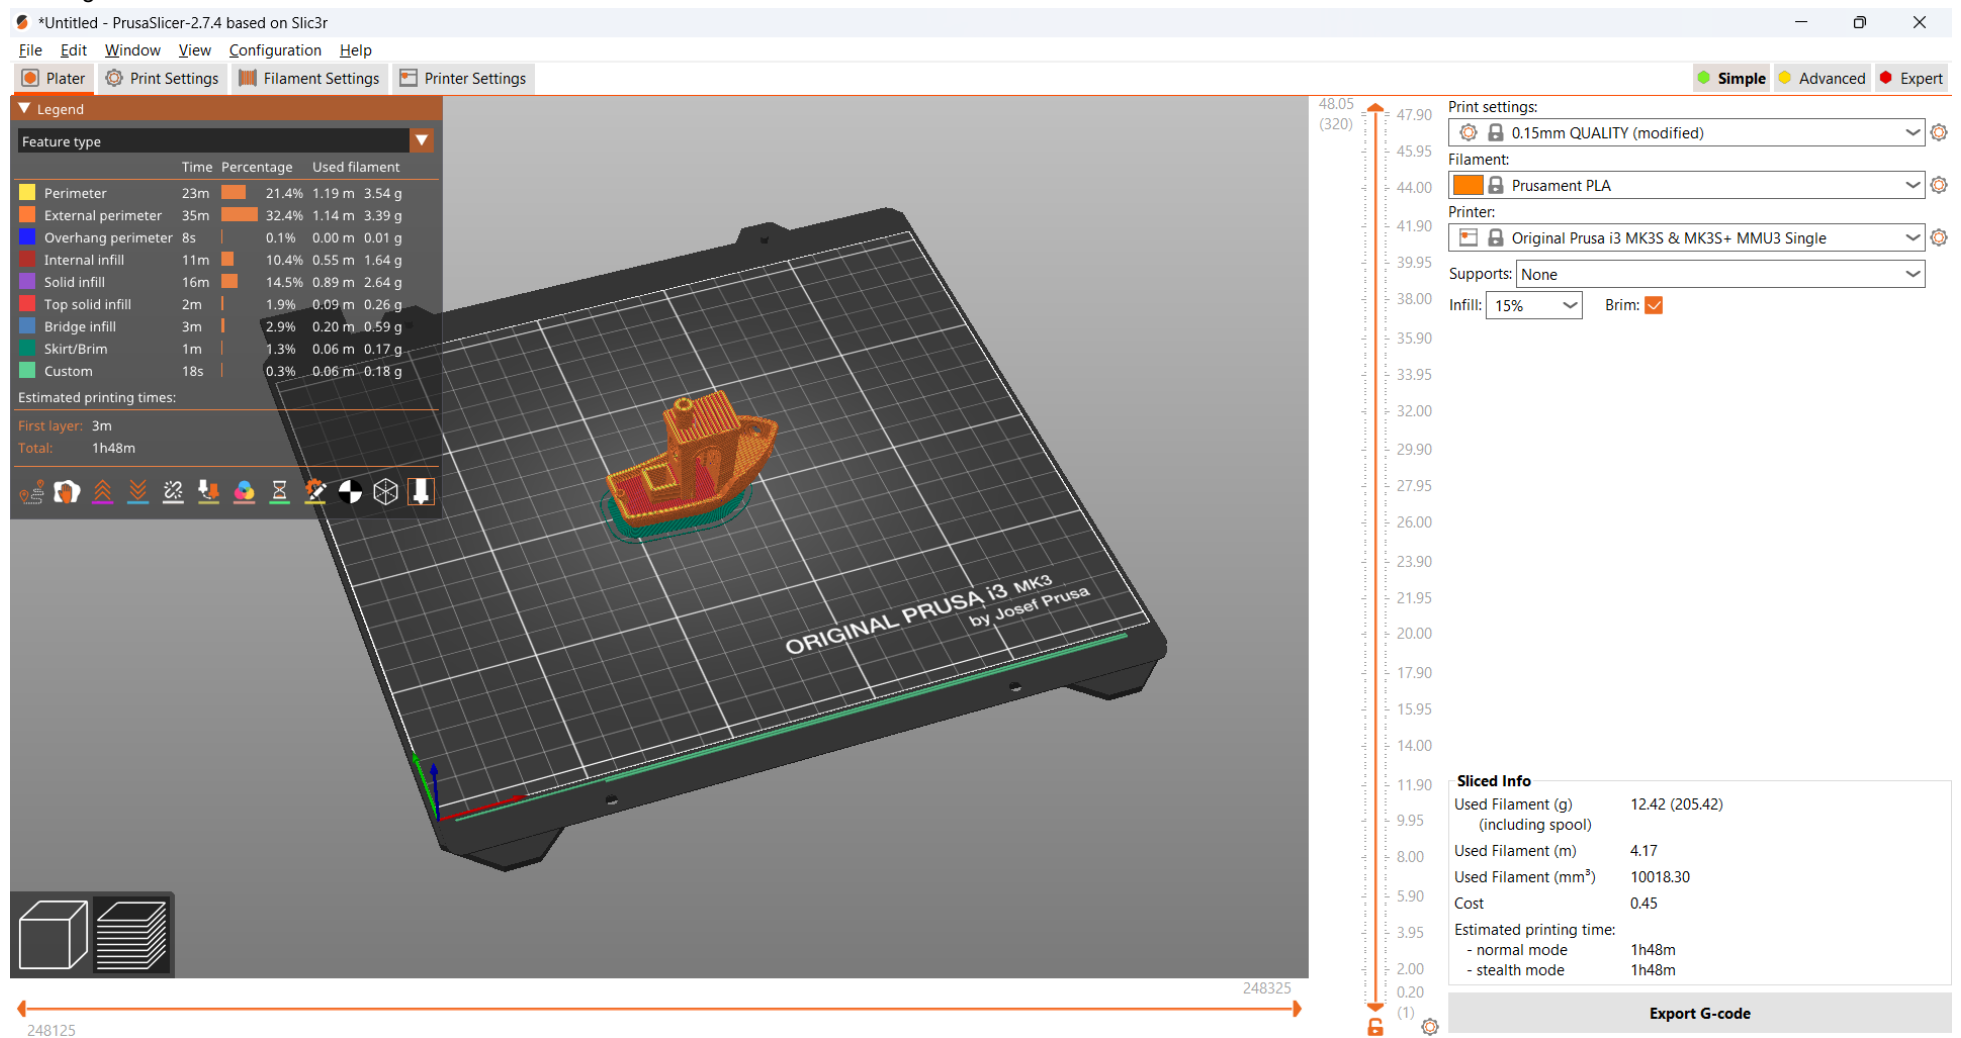 *Untitled - PrusaSlicer-2.7.4 based on Slic3r
File Edit Window View Configuration Help
Plater Print Settings Filament Settings Printer Settings Simple Advanced Expert
Legend
Feature type
Time Percentage Used filament
Perimeter 23m 21.4% 1.19 m 3.54 g
External perimeter 35m 32.4% 1.14 m 3.39 g
Overhang perimeter 8s 0.1% 0.00 m 0.01 g
Internal infill 11m 10.4% 0.55 m 1.64 g
Solid infill 16m 14.5% 0.89 m 2.64 g
Top solid infill 2m 1.9% 0.09 m 0.26 g
Bridge infill 3m 2.9% 0.20 m 0.59 g
Skirt/Brim 1m 1.3% 0.06 m 0.17 g
Custom 18s 0.3% 0.06 m 0.18 g
Estimated printing times:
First layer: 3m
Total: 1h48m
ORIGINAL PRUSA i3 MK3
by Josef Prusa
248325
248125
48.05
(320)
47.90
45.95
44.00
41.90
39.95
38.00
35.90
33.95
32.00
29.90
27.95
26.00
23.90
21.95
20.00
17.90
15.95
14.00
11.90
9.95
8.00
5.90
3.95
2.00
0.20
(1)
Print settings:
0.15mm QUALITY (modified)
Filament:
Prusament PLA
Printer:
Original Prusa i3 MK3S & MK3S+ MMU3 Single
Supports: None
Infill: 15% Brim:
Sliced Info
Used Filament (g) 12.42 (205.42)
(including spool)
Used Filament (m) 4.17
Used Filament (mm³) 10018.30
Cost 0.45
Estimated printing time:
- normal mode 1h48m
- stealth mode 1h48m
Export G-code